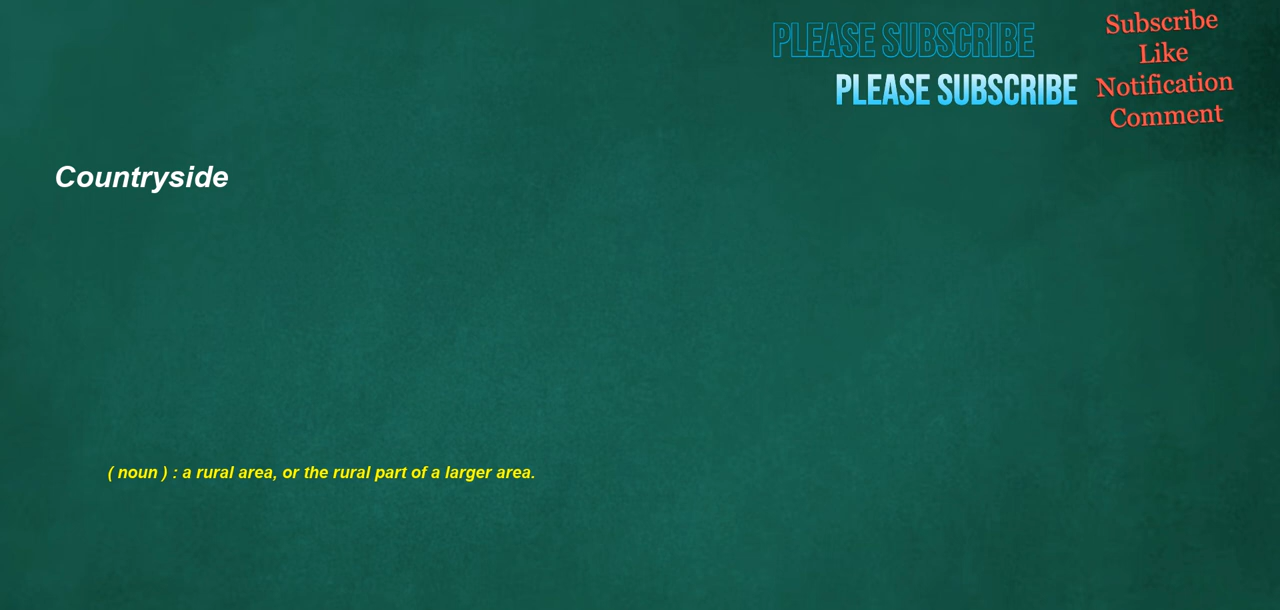 PLEASE SUBSCRIBE
PLEASE SUBSCRIBE
Subscribe
Like
Notification
Comment
Countryside
( noun ) : a rural area, or the rural part of a larger area.